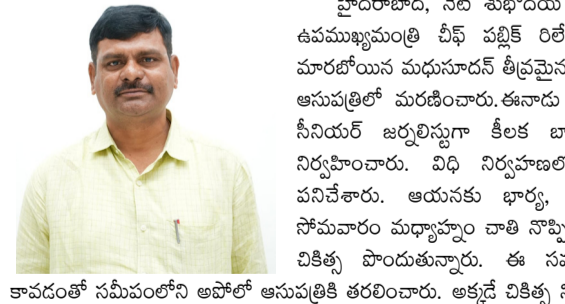 హైదరాబాద్, నేటి శుభోదయ
ఉపముఖ్యమంత్రి చీఫ్ పబ్లిక్ రిలే
మారబోయిన మధుసూదన్ తీవ్రమైన
ఆసుపత్రిలో మరణించారు.ఈనాడు
సీనియర్ జర్నలిస్టుగా కీలక బా
నిర్వహించారు. విధి నిర్వహణలో
పనిచేశారు. ఆయనకు భార్య,
సోమవారం మధ్యాహ్నం చాతి నొప్పి
చికిత్స పొందుతున్నారు. ఈ సమ
కావడంతో సమీపంలోని అపోలో ఆసుపత్రికి తరలించారు. అక్కడే చికిత్స